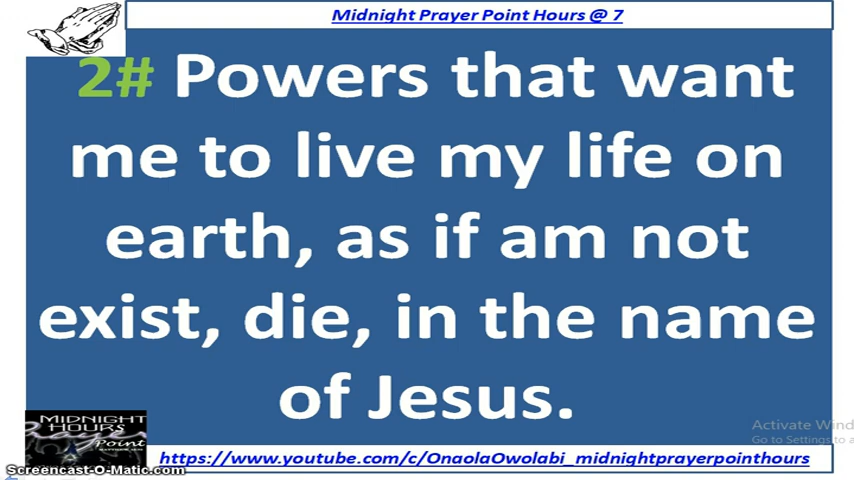 Midnight Prayer Point Hours @ 7
2# Powers that want
me to live my life on
earth, as if am not
exist, die, in the name
of Jesus.
MIDNIGHT
HOURS
Prayer
Point
Activate Wind
Go to Settings to a
https://www.youtube.com/c/OnaolaOwolabi_midnightprayerpointhours
Screencast-O-Matic.com